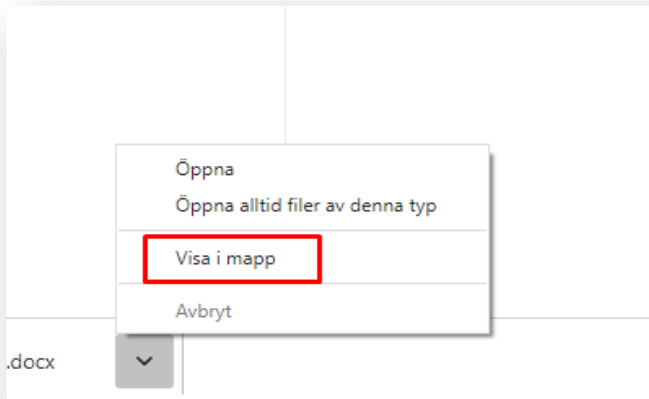 Öppna
Öppna alltid filer av denna typ
Visa i mapp
Avbryt
.docx